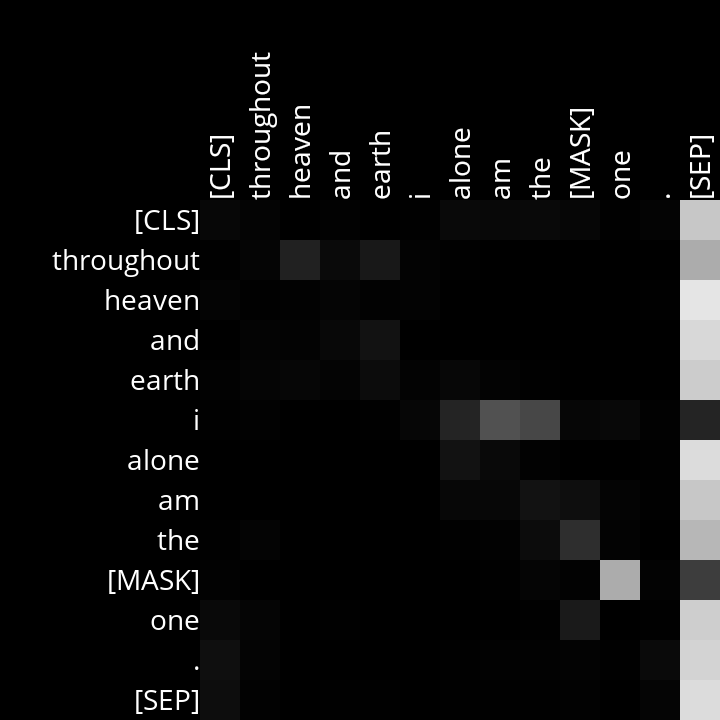 [CLS] throughout heaven and earth i alone am the [MASK] one . [SEP]
[CLS]
throughout
heaven
and
earth
i
alone
am
the
[MASK]
one
.
[SEP]